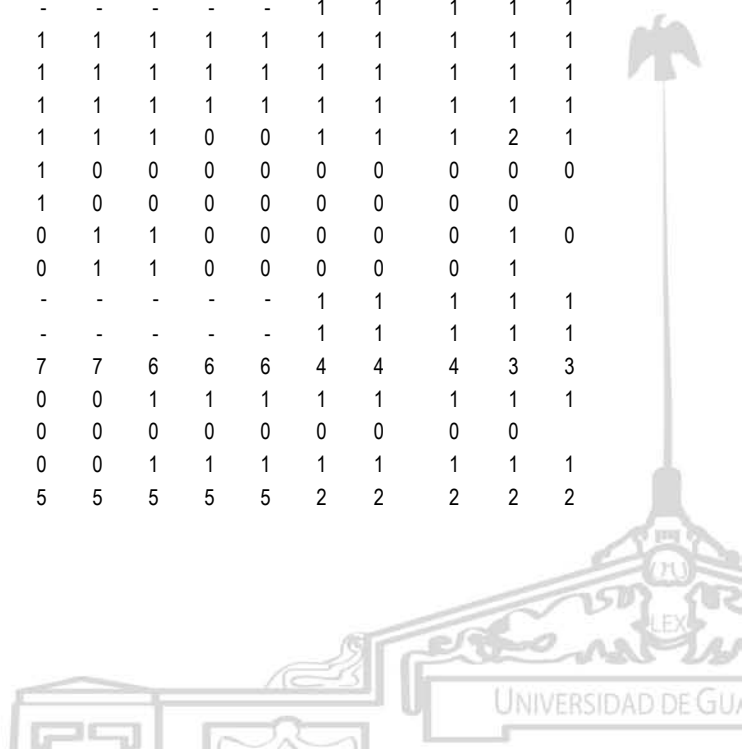 - - - - - 1 1 1 1 1
1 1 1 1 1 1 1 1 1 1
1 1 1 1 1 1 1 1 1 1
1 1 1 1 1 1 1 1 1 1
1 1 1 0 0 1 1 1 2 1
1 0 0 0 0 0 0 0 0 0
1 0 0 0 0 0 0 0 0
0 1 1 0 0 0 0 0 1 0
0 1 1 0 0 0 0 0 1
- - - - - 1 1 1 1 1
- - - - - 1 1 1 1 1
7 7 6 6 6 4 4 4 3 3
0 0 1 1 1 1 1 1 1 1
0 0 0 0 0 0 0 0 0
0 0 1 1 1 1 1 1 1 1
5 5 5 5 5 2 2 2 2 2
LEX
UNIVERSIDAD DE